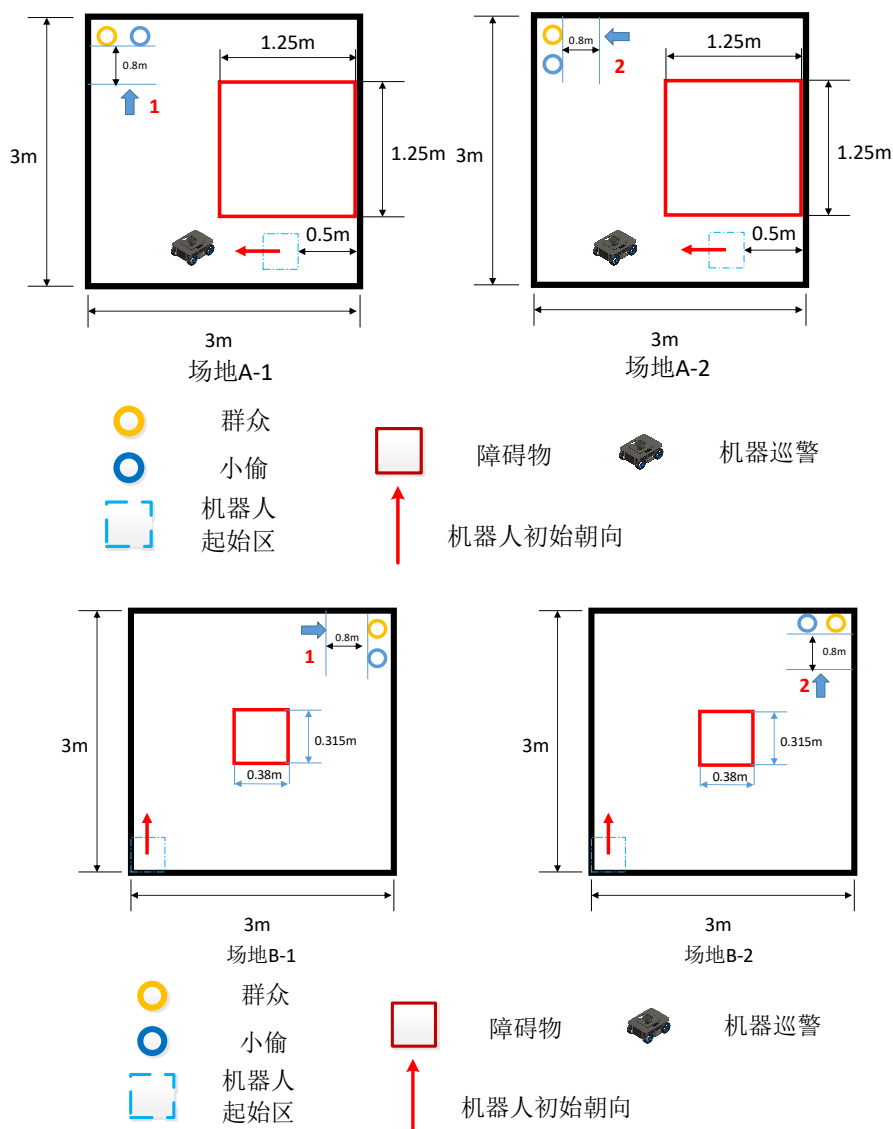 1.25m
0.8m
1
3m
1.25m
0.5m
3m
场地A-1
1.25m
0.8m
2
3m
1.25m
0.5m
3m
场地A-2
群众
小偷
机器人
起始区
障碍物
机器巡警
机器人初始朝向
0.8m
1
3m
0.315m
0.38m
3m
场地B-1
0.8m
2
3m
0.315m
0.38m
3m
场地B-2
群众
小偷
机器人
起始区
障碍物
机器巡警
机器人初始朝向